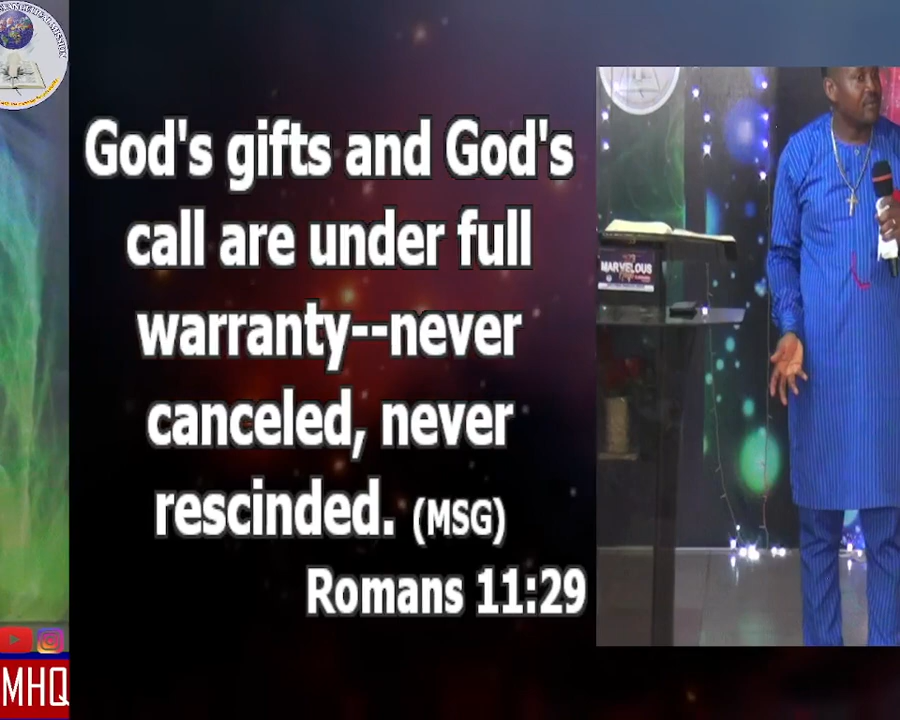 God's gifts and God's
call are under full
warranty--never
canceled, never
rescinded. (MSG)
Romans 11:29
MARVELOUS
MHQ